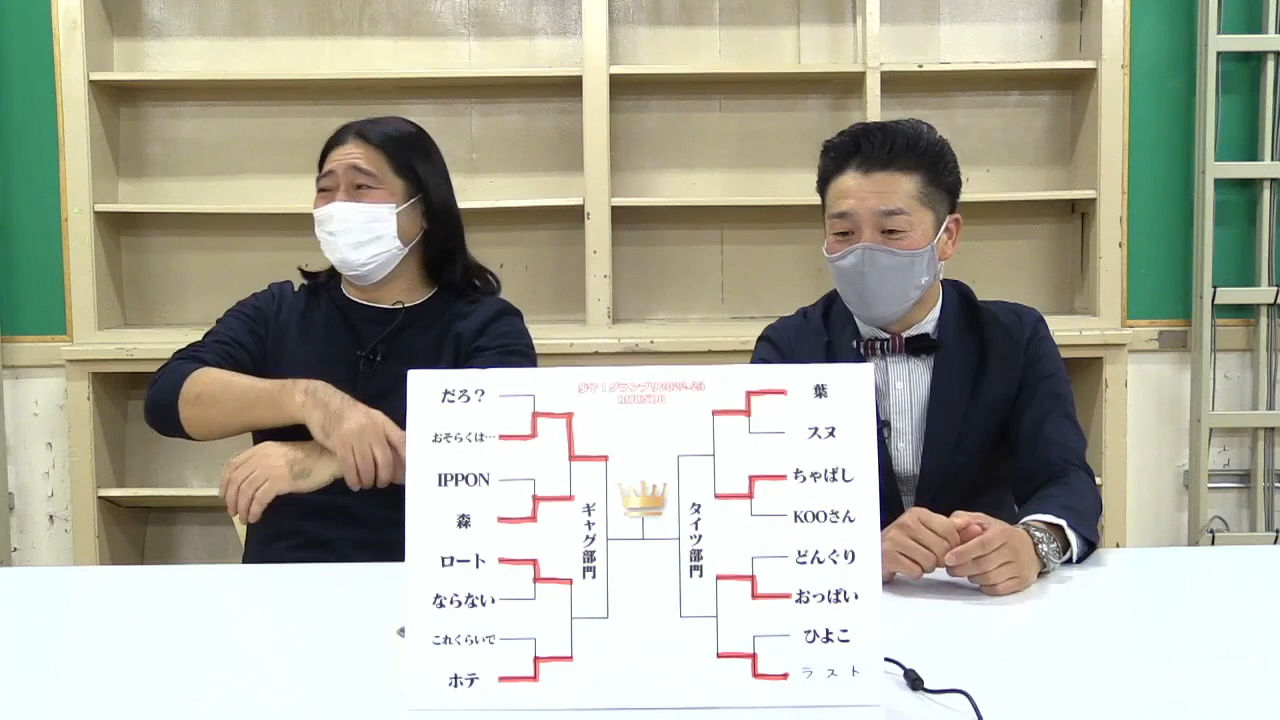 だろ？
おそらくは…
IPPON
森
ロート
ならない
これくらいで
ホテ
ギャグ部門
タイツ部門
葉
スヌ
ちゃぱし
KOOさん
どんぐり
おっぱい
ひよこ
ラスト